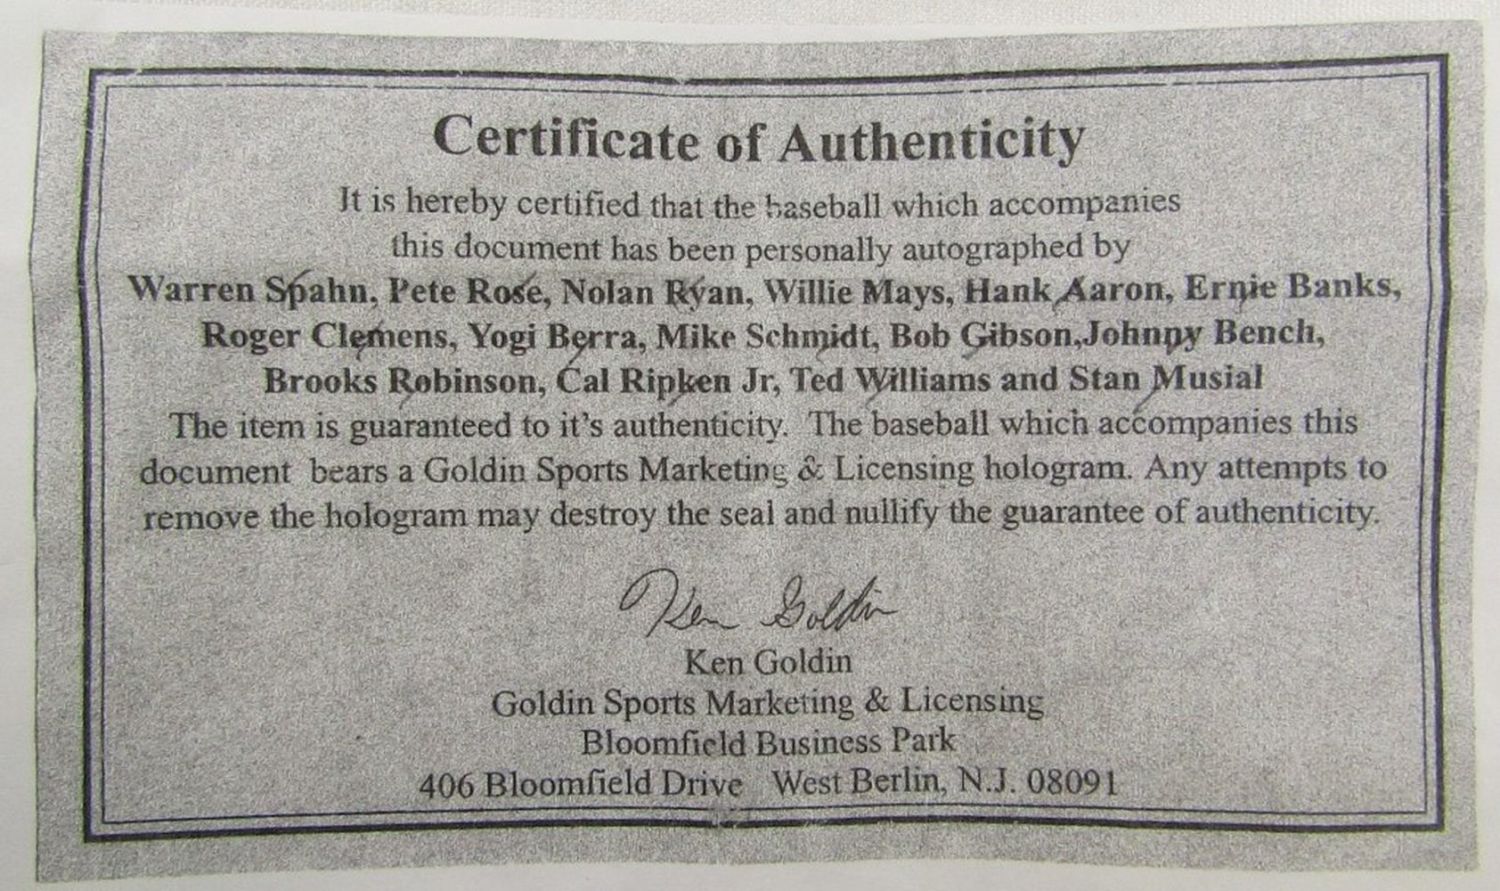 Certificate of Authenticity
It is hereby certified that the baseball which accompanies
this document has been personally autographed by
Warren Spahn, Pete Rose, Nolan Ryan, Willie Mays, Hank Aaron, Ernie Banks,
Roger Clemens, Yogi Berra, Mike Schmidt, Bob Gibson,Johnny Bench,
Brooks Robinson, Cal Ripken Jr, Ted Williams and Stan Musial
The item is guaranteed to it's authenticity. The baseball which accompanies this
document bears a Goldin Sports Marketing & Licensing hologram. Any attempts to
remove the hologram may destroy the seal and nullify the guarantee of authenticity.
Ken Goldin
Ken Goldin
Goldin Sports Marketing & Licensing
Bloomfield Business Park
406 Bloomfield Drive West Berlin, N.J. 08091